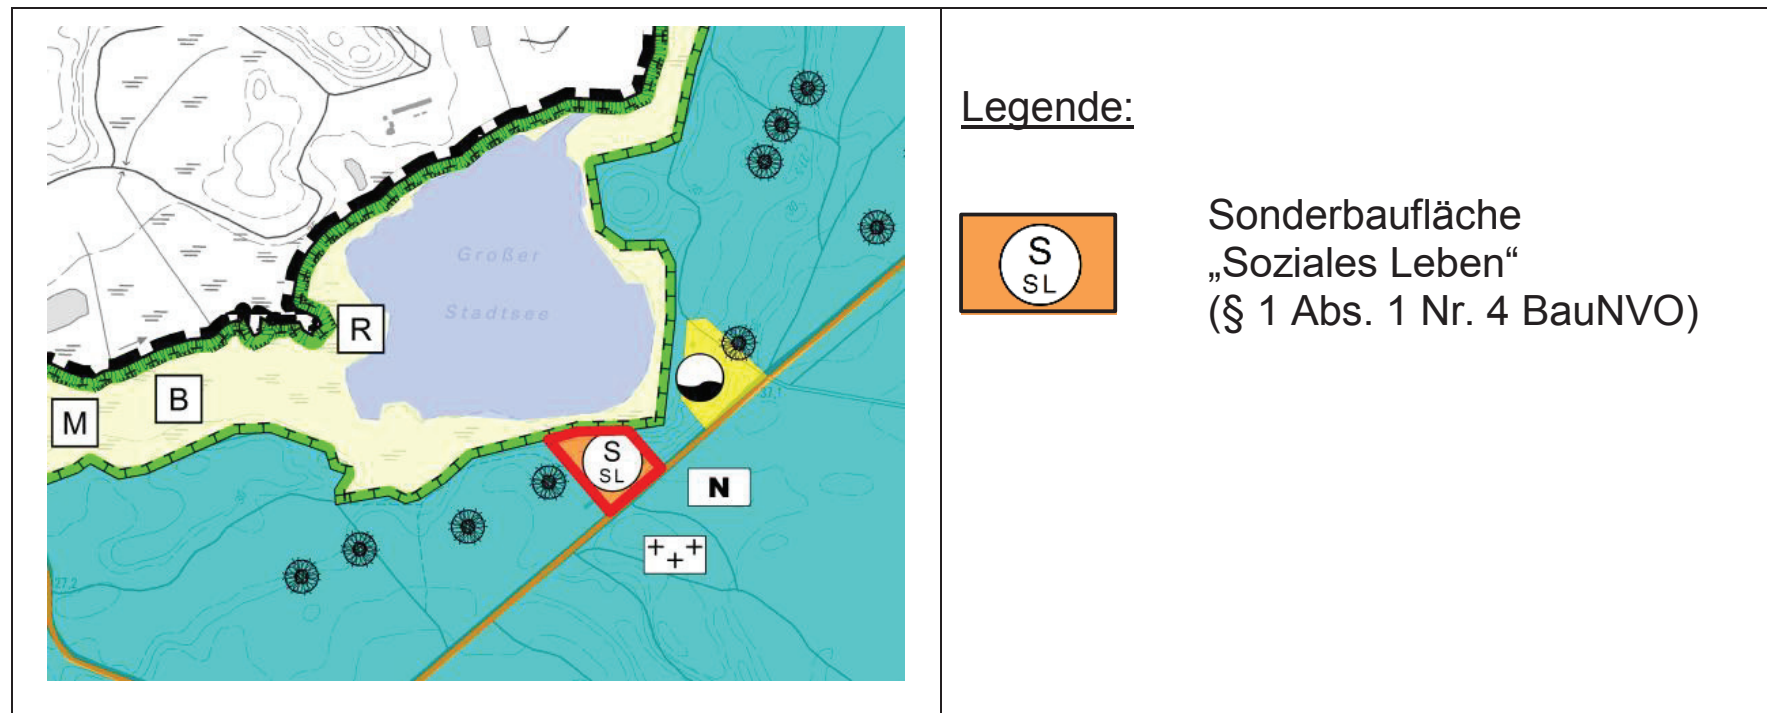 Großer
Stadtsee
R
B
M
S
SL
N
37,1
27,2
Legende:
S
SL
Sonderbaufläche
„Soziales Leben“
(§ 1 Abs. 1 Nr. 4 BauNVO)